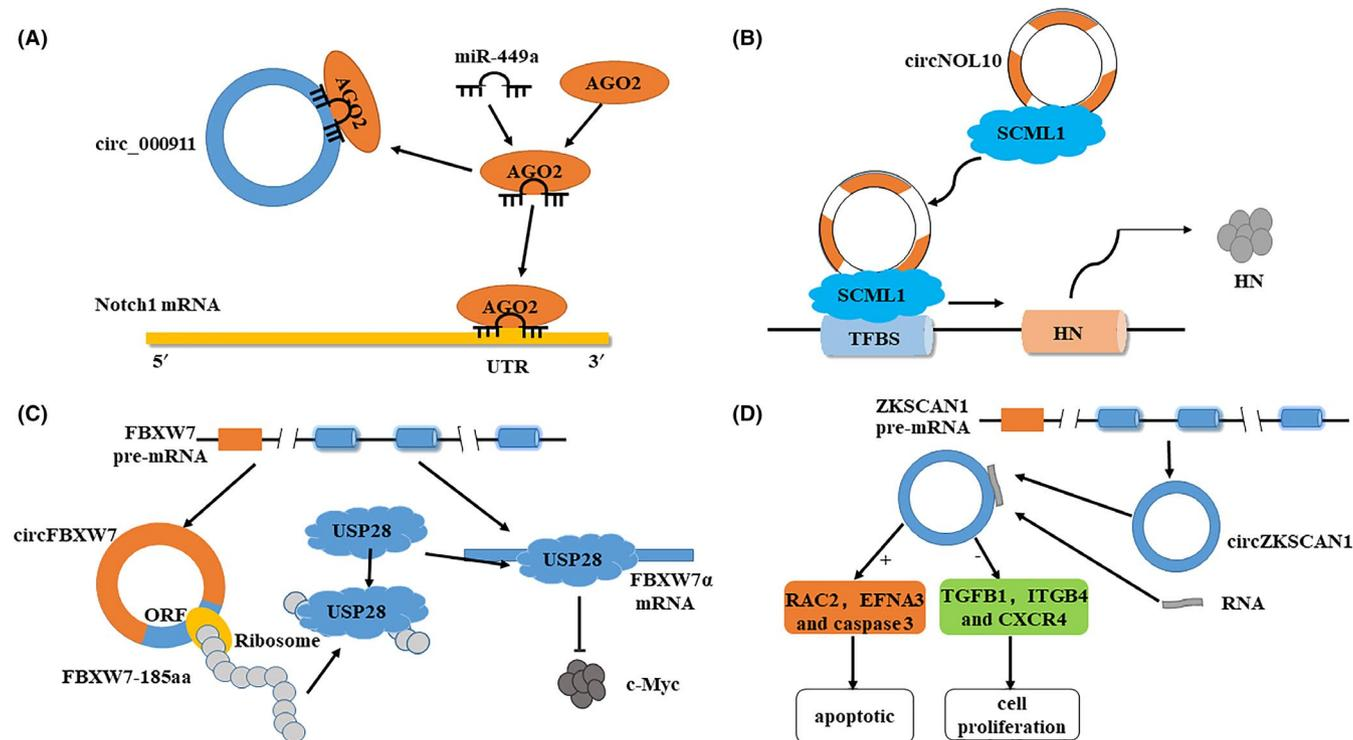 (A)
miR-449a
AGO2
AGO2
circ_000911
AGO2
Notch1 mRNA
AGO2
5′
UTR
3′
(B)
circNOL10
SCML1
SCML1
TFBS
HN
HN
(C)
FBXW7
pre-mRNA
circFBXW7
USP28
USP28
FBXW7α
mRNA
USP28
ORF
Ribosome
FBXW7-185aa
c-Myc
(D)
ZKSCAN1
pre-mRNA
circZKSCAN1
+
-
RAC2, EFNA3
and caspase 3
TGFB1, ITGB4
and CXCR4
RNA
apoptotic
cell
proliferation